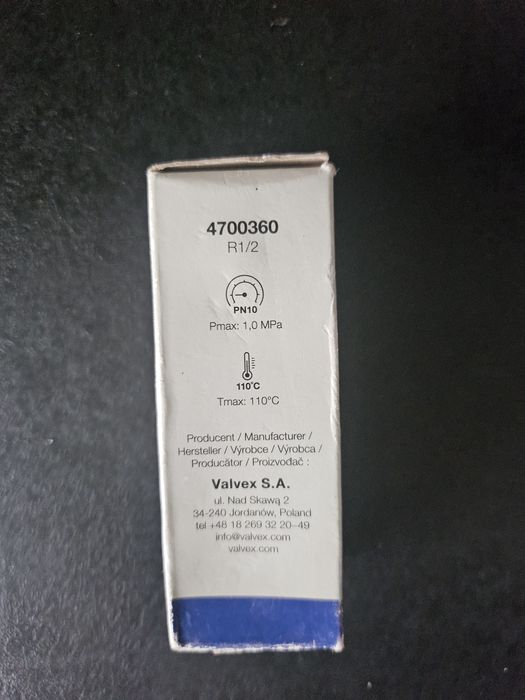 4700360
R1/2
PN10
Pmax: 1,0 MPa
110°C
Tmax: 110°C
Producent / Manufacturer /
Hersteller / Výrobce / Výrobca /
Producător / Proizvođač :
Valvex S.A.
ul. Nad Skawą 2
34-240 Jordanów, Poland
tel +48 18 269 32 20-49
info@valvex.com
valvex.com